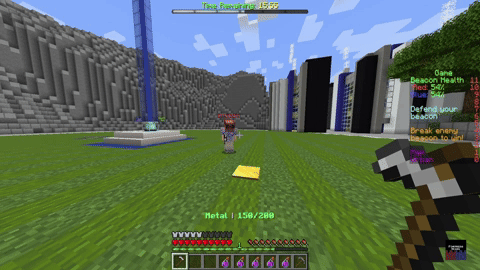 Time Remaining 15:55
Game
Beacon Health 11
Red: 54%
Blue: 54%
Defend your
beacon
Break enemy
beacon to win!
Metal | 150/200